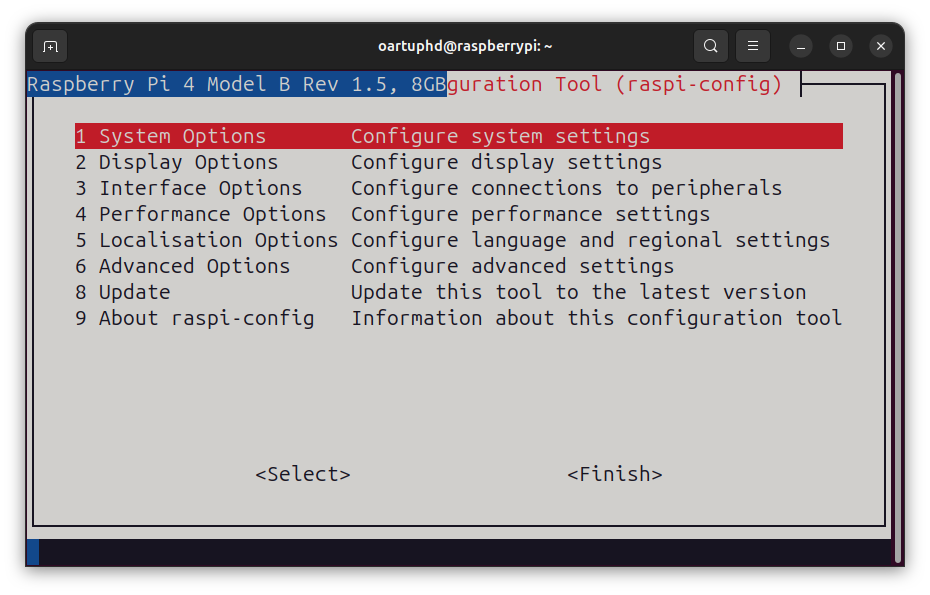 oartuphd@raspberrypi: ~
Raspberry Pi 4 Model B Rev 1.5, 8GBguration Tool (raspi-config)
1 System Options Configure system settings
2 Display Options Configure display settings
3 Interface Options Configure connections to peripherals
4 Performance Options Configure performance settings
5 Localisation Options Configure language and regional settings
6 Advanced Options Configure advanced settings
8 Update Update this tool to the latest version
9 About raspi-config Information about this configuration tool
<Select> <Finish>